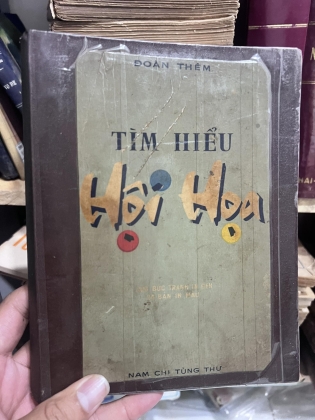 ĐOÀN THÊM
TÌM HIỂU
Hội Họa
NAM CHI TÙNG THƯ